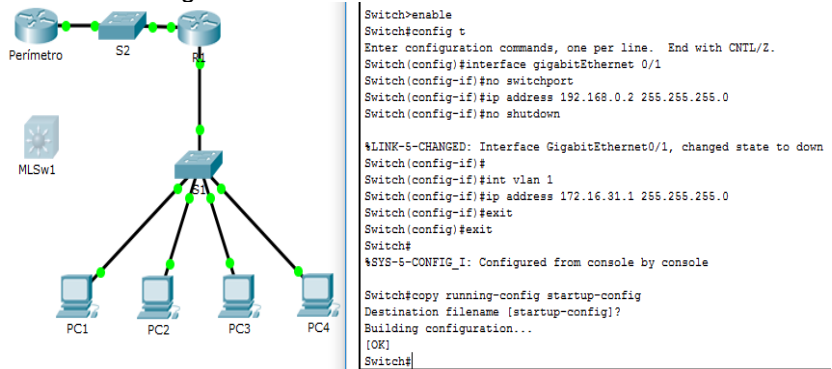 Perímetro
S2
R1
MLSw1
S1
PC1
PC2
PC3
PC4
Switch>enable
Switch#config t
Enter configuration commands, one per line.  End with CNTL/Z.
Switch(config)#interface gigabitEthernet 0/1
Switch(config-if)#no switchport
Switch(config-if)#ip address 192.168.0.2 255.255.255.0
Switch(config-if)#no shutdown
%LINK-5-CHANGED: Interface GigabitEthernet0/1, changed state to down
Switch(config-if)#
Switch(config-if)#int vlan 1
Switch(config-if)#ip address 172.16.31.1 255.255.255.0
Switch(config-if)#exit
Switch(config)#exit
Switch#
%SYS-5-CONFIG_I: Configured from console by console
Switch#copy running-config startup-config
Destination filename [startup-config]?
Building configuration...
[OK]
Switch#